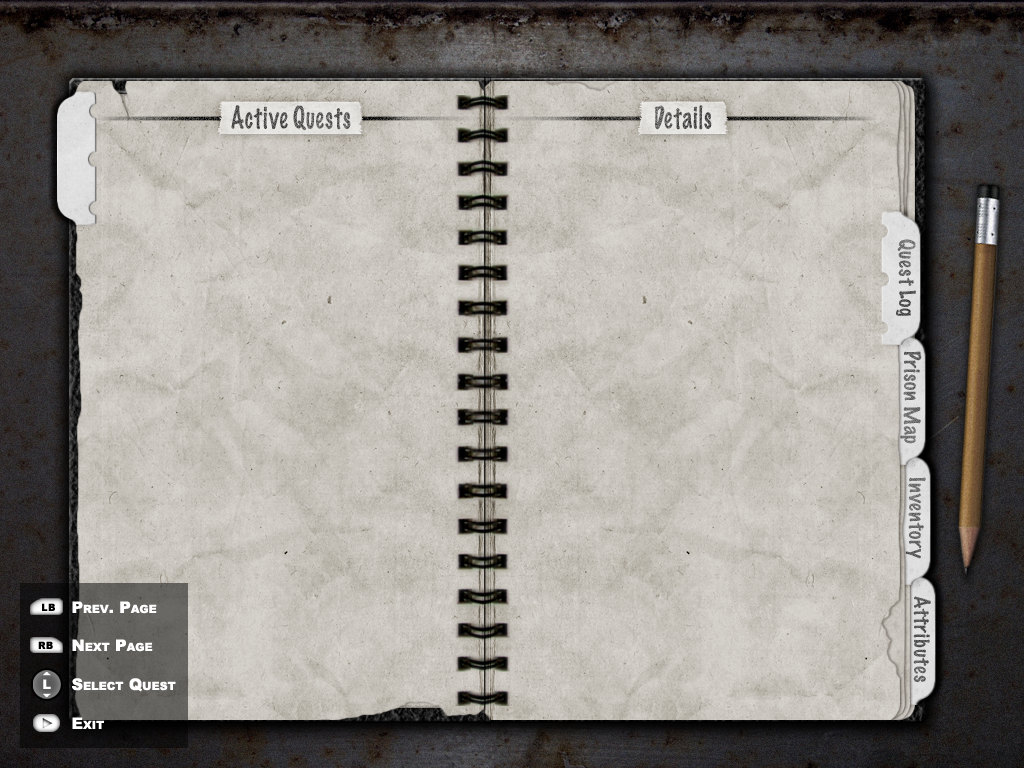 Active Quests
Details
Quest Log
Prison Map
Inventory
Attributes
LB Prev. Page
RB Next Page
L Select Quest
Exit